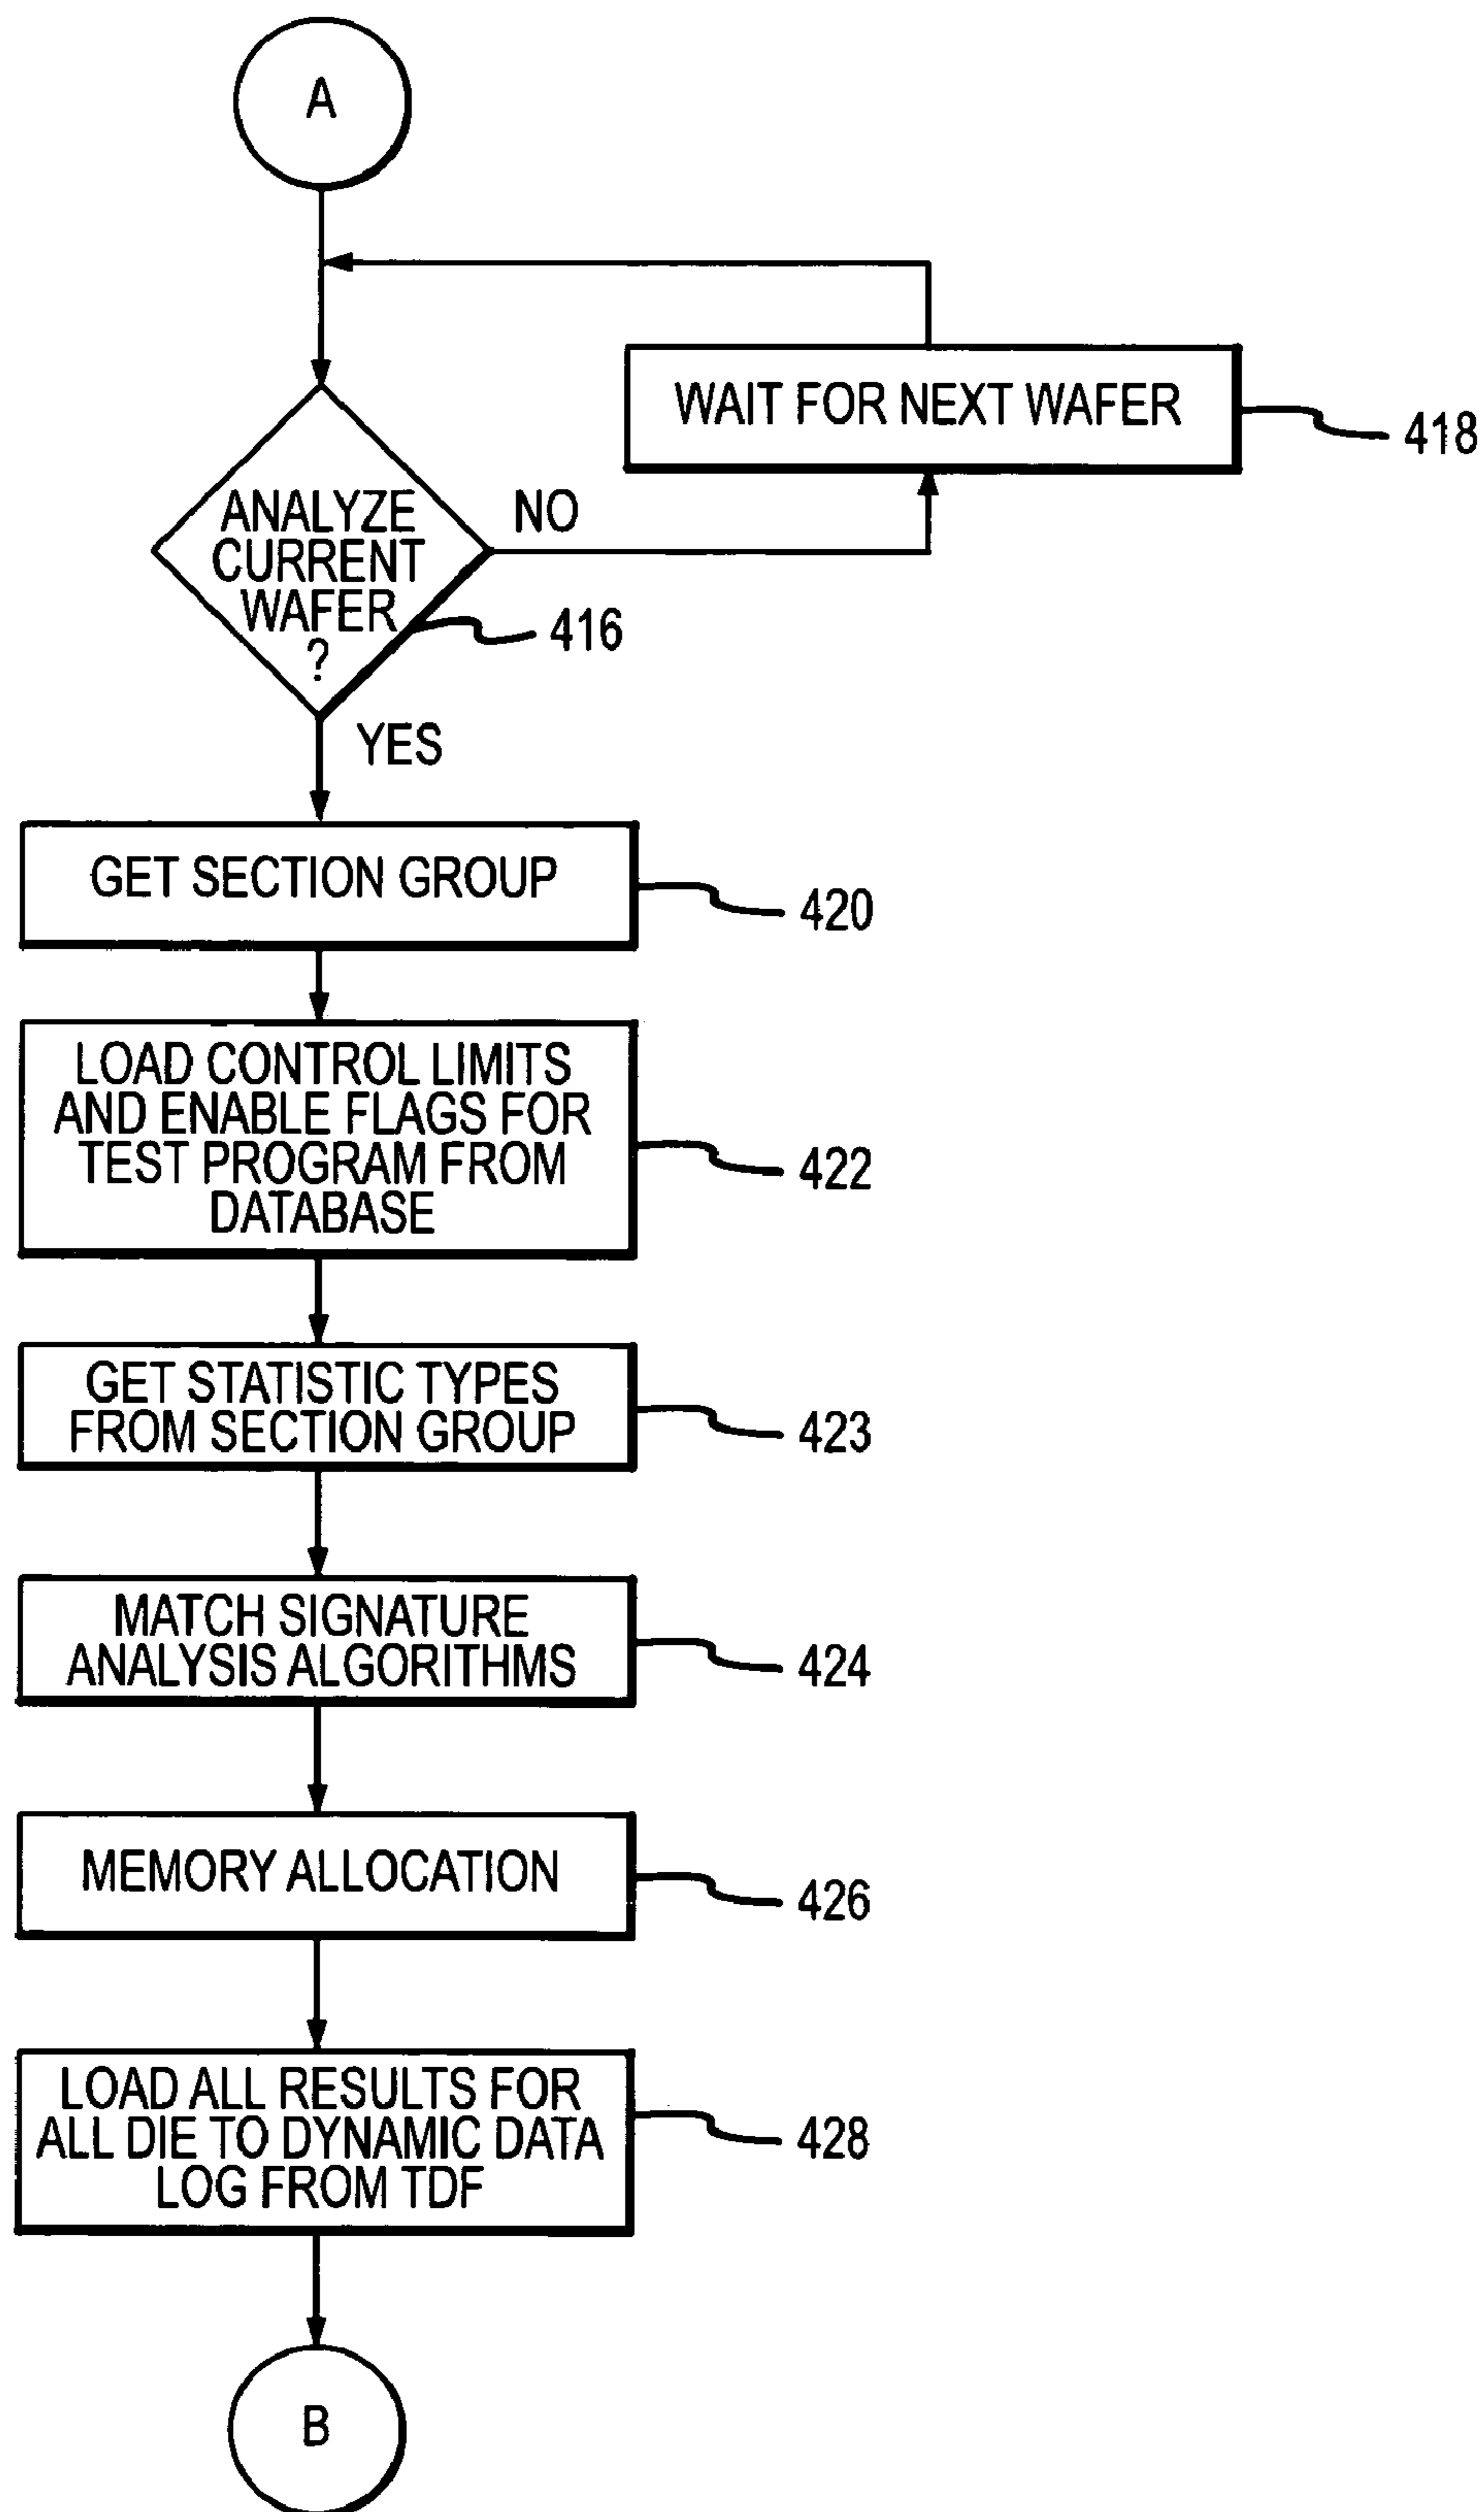 A
WAIT FOR NEXT WAFER
418
ANALYZE
CURRENT
WAFER
?
NO
416
YES
GET SECTION GROUP
420
LOAD CONTROL LIMITS
AND ENABLE FLAGS FOR
TEST PROGRAM FROM
DATABASE
422
GET STATISTIC TYPES
FROM SECTION GROUP
423
MATCH SIGNATURE
ANALYSIS ALGORITHMS
424
MEMORY ALLOCATION
426
LOAD ALL RESULTS FOR
ALL DIE TO DYNAMIC DATA
LOG FROM TDF
428
B